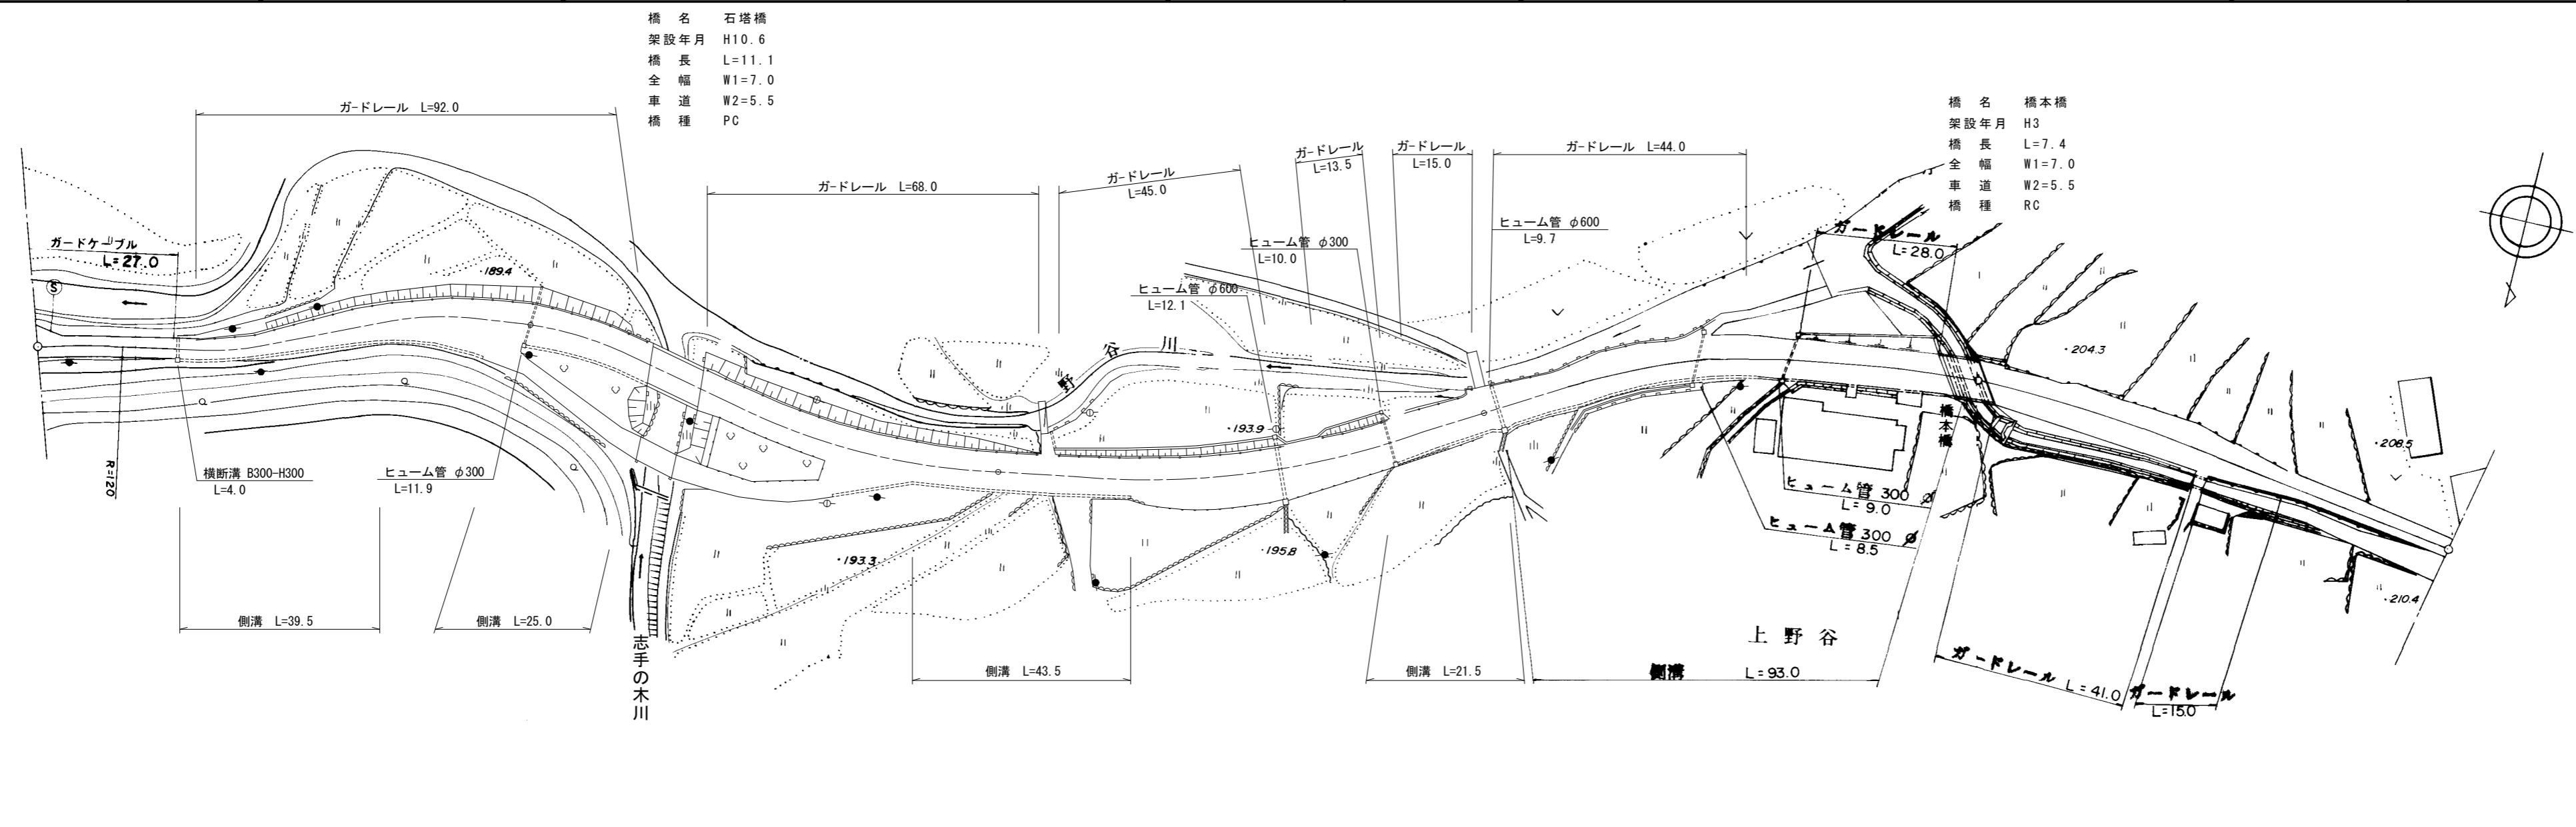 橋 名 石塔橋
架設年月 H10.6
橋 長 L=11.1
全 幅 W1=7.0
車 道 W2=5.5
橋 種 PC
橋 名 橋本橋
架設年月 H3
橋 長 L=7.4
全 幅 W1=7.0
車 道 W2=5.5
橋 種 RC
ガードレール L=92.0
ガードレール L=68.0
ガードレール
L=45.0
ガードレール
L=13.5
ガードレール
L=15.0
ガードレール L=44.0
ガードレール
L=28.0
ガードケーブル
L=27.0
S
189.4
ヒューム管 φ600
L=9.7
ヒューム管 φ300
L=10.0
ヒューム管 φ600
L=12.1
野谷川
204.3
193.9
橋本橋
208.5
R=120
横断溝 B300-H300
L=4.0
ヒューム管 φ300
L=11.9
ヒューム管 300 φ
L=9.0
ヒューム管 300 φ
L=8.5
193.3
195.8
210.4
側溝 L=39.5
側溝 L=25.0
志手の木川
上野谷
側溝 L=43.5
側溝 L=21.5
側溝 L=93.0
ガードレール L=41.0
ガードレール
L=15.0